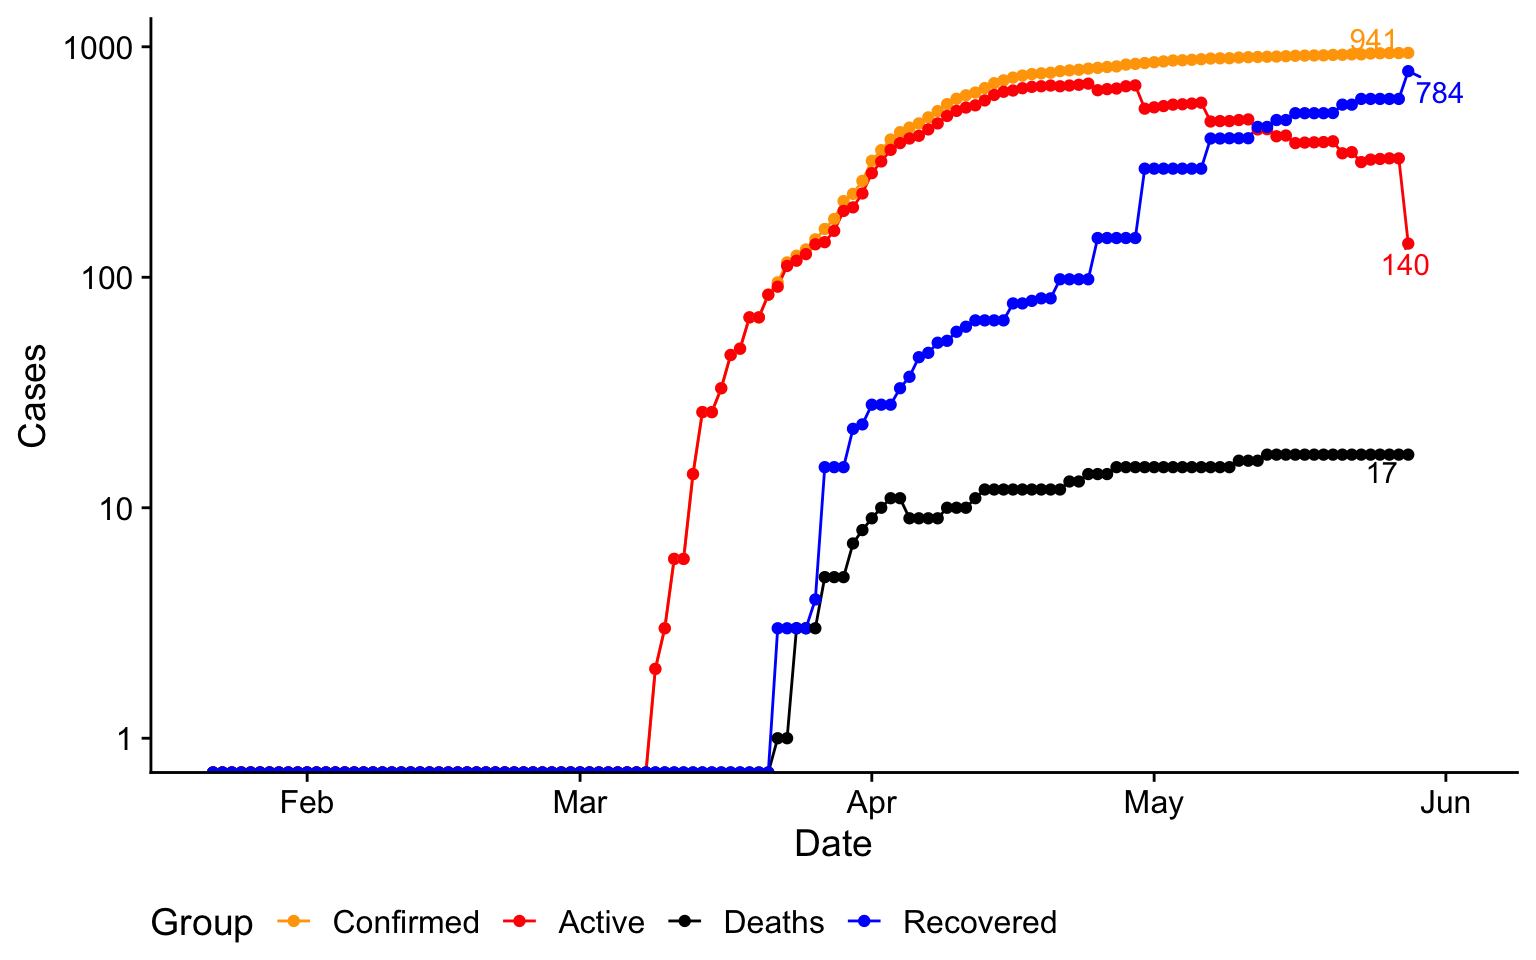 1000
100
10
1
Cases
941
784
140
17
Feb Mar Apr May Jun
Date
Group Confirmed Active Deaths Recovered